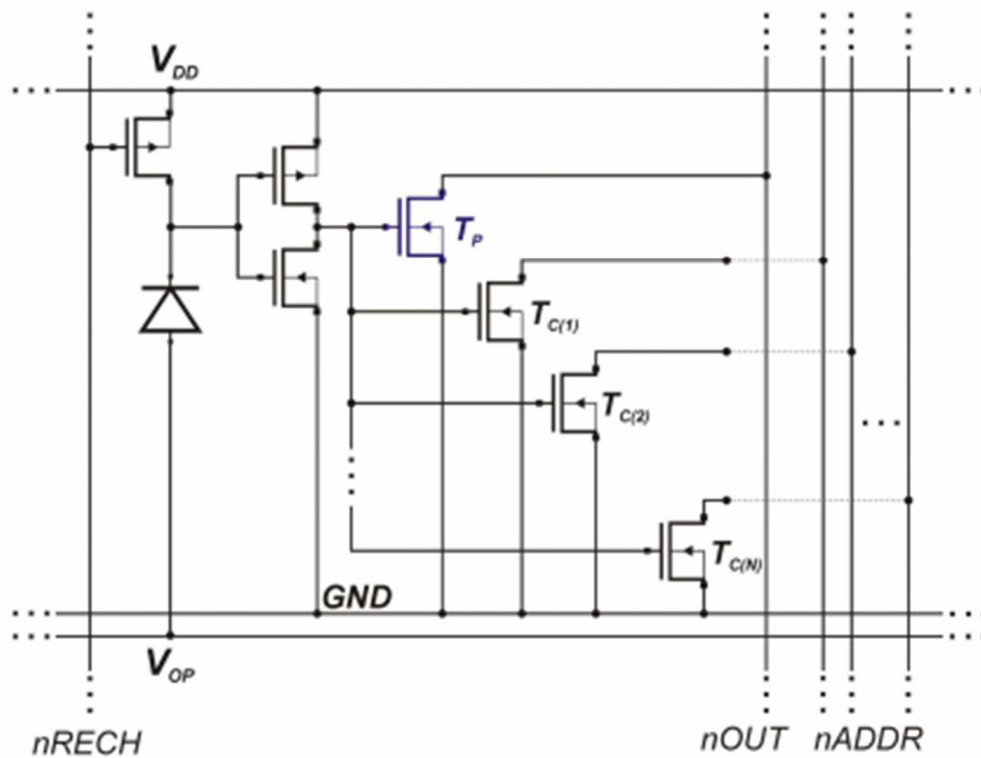 V_DD
T_P
T_C(1)
T_C(2)
T_C(N)
GND
V_OP
nRECH
nOUT
nADDR